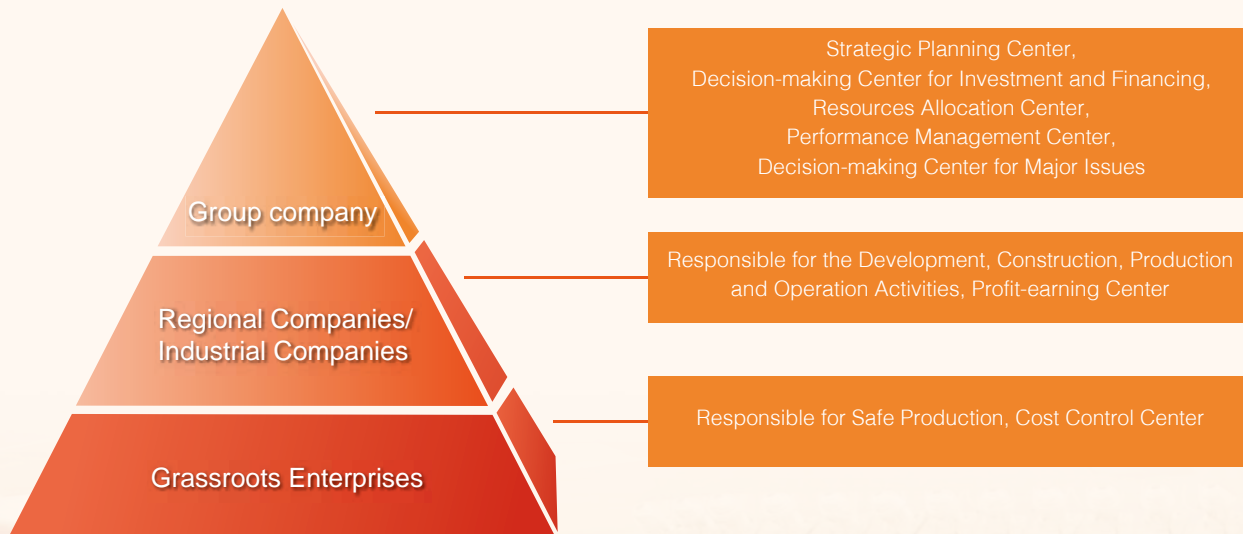 Strategic Planning Center,
Decision-making Center for Investment and Financing,
Resources Allocation Center,
Performance Management Center,
Decision-making Center for Major Issues
Group company
Responsible for the Development, Construction, Production
and Operation Activities, Profit-earning Center
Regional Companies/
Industrial Companies
Responsible for Safe Production, Cost Control Center
Grassroots Enterprises